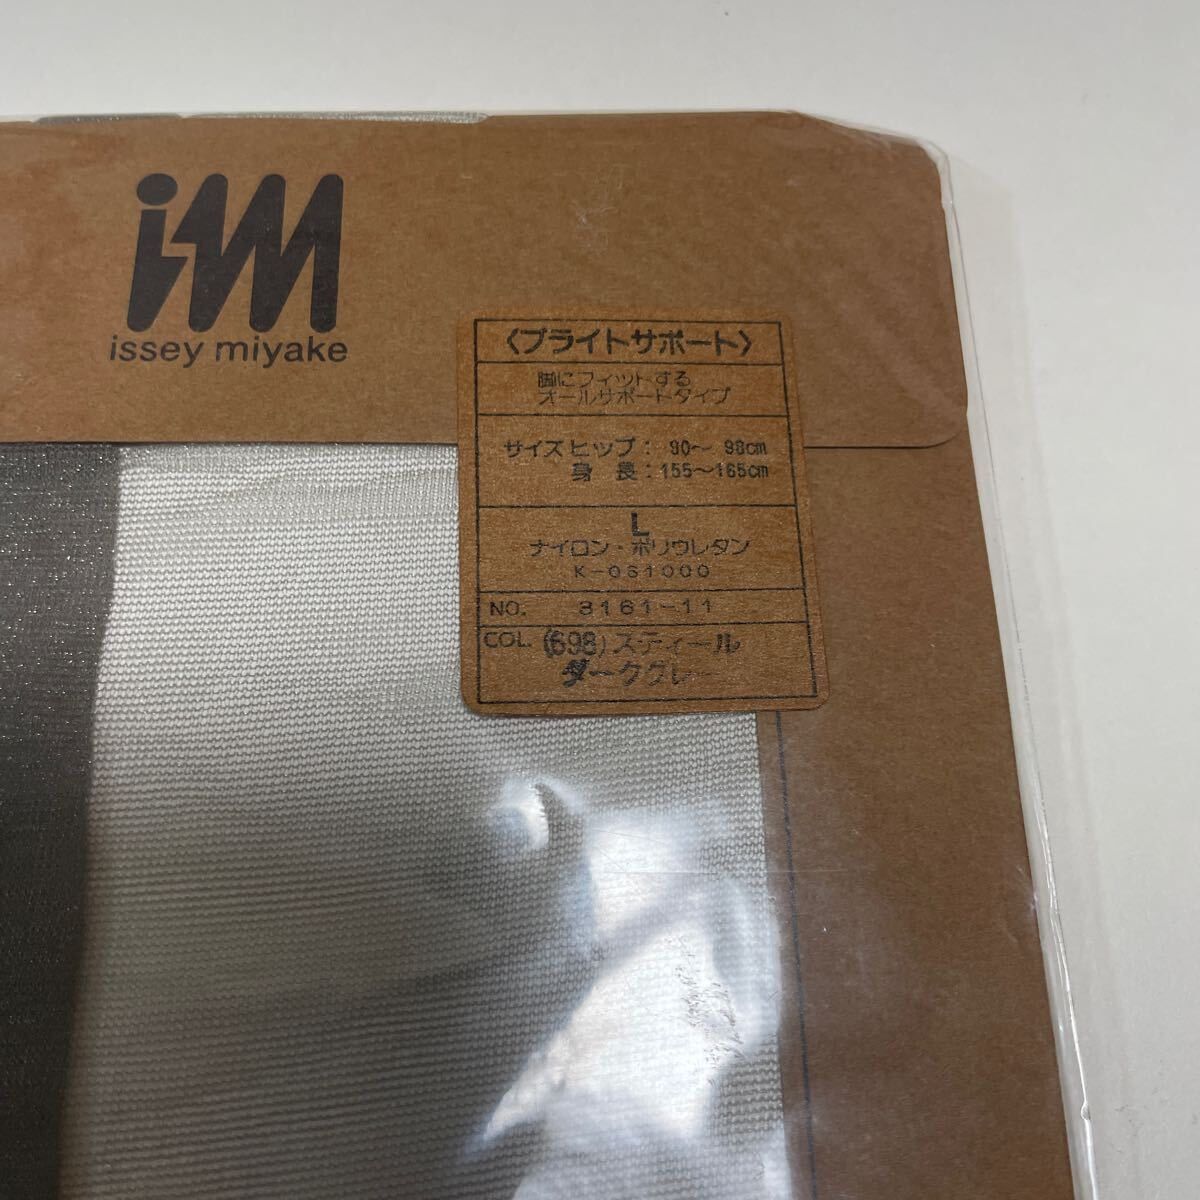 im
issey miyake
〈ブライトサポート〉
脚にフィットする
オールサポートタイプ
サイズ ヒップ: 90〜98cm
身長:155〜165cm
L
ナイロン・ポリウレタン
K-061000
NO. 3161-11
COL. (698)スティール
ダークグレー